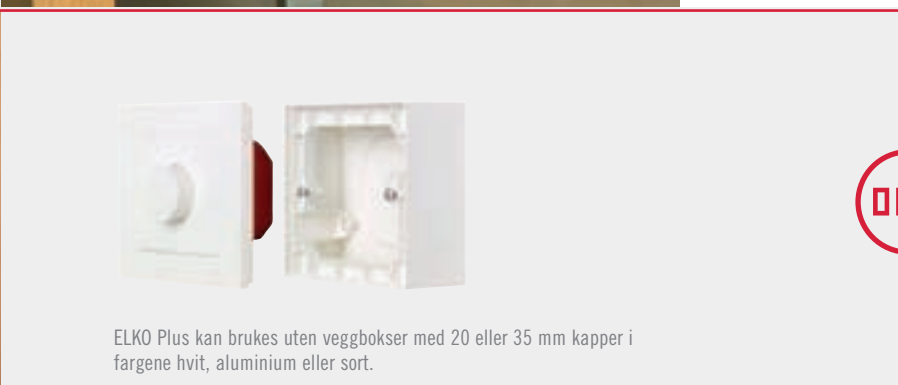 ELKO Plus kan brukes uten veggbokser med 20 eller 35 mm kapper i
fargene hvit, aluminium eller sort.